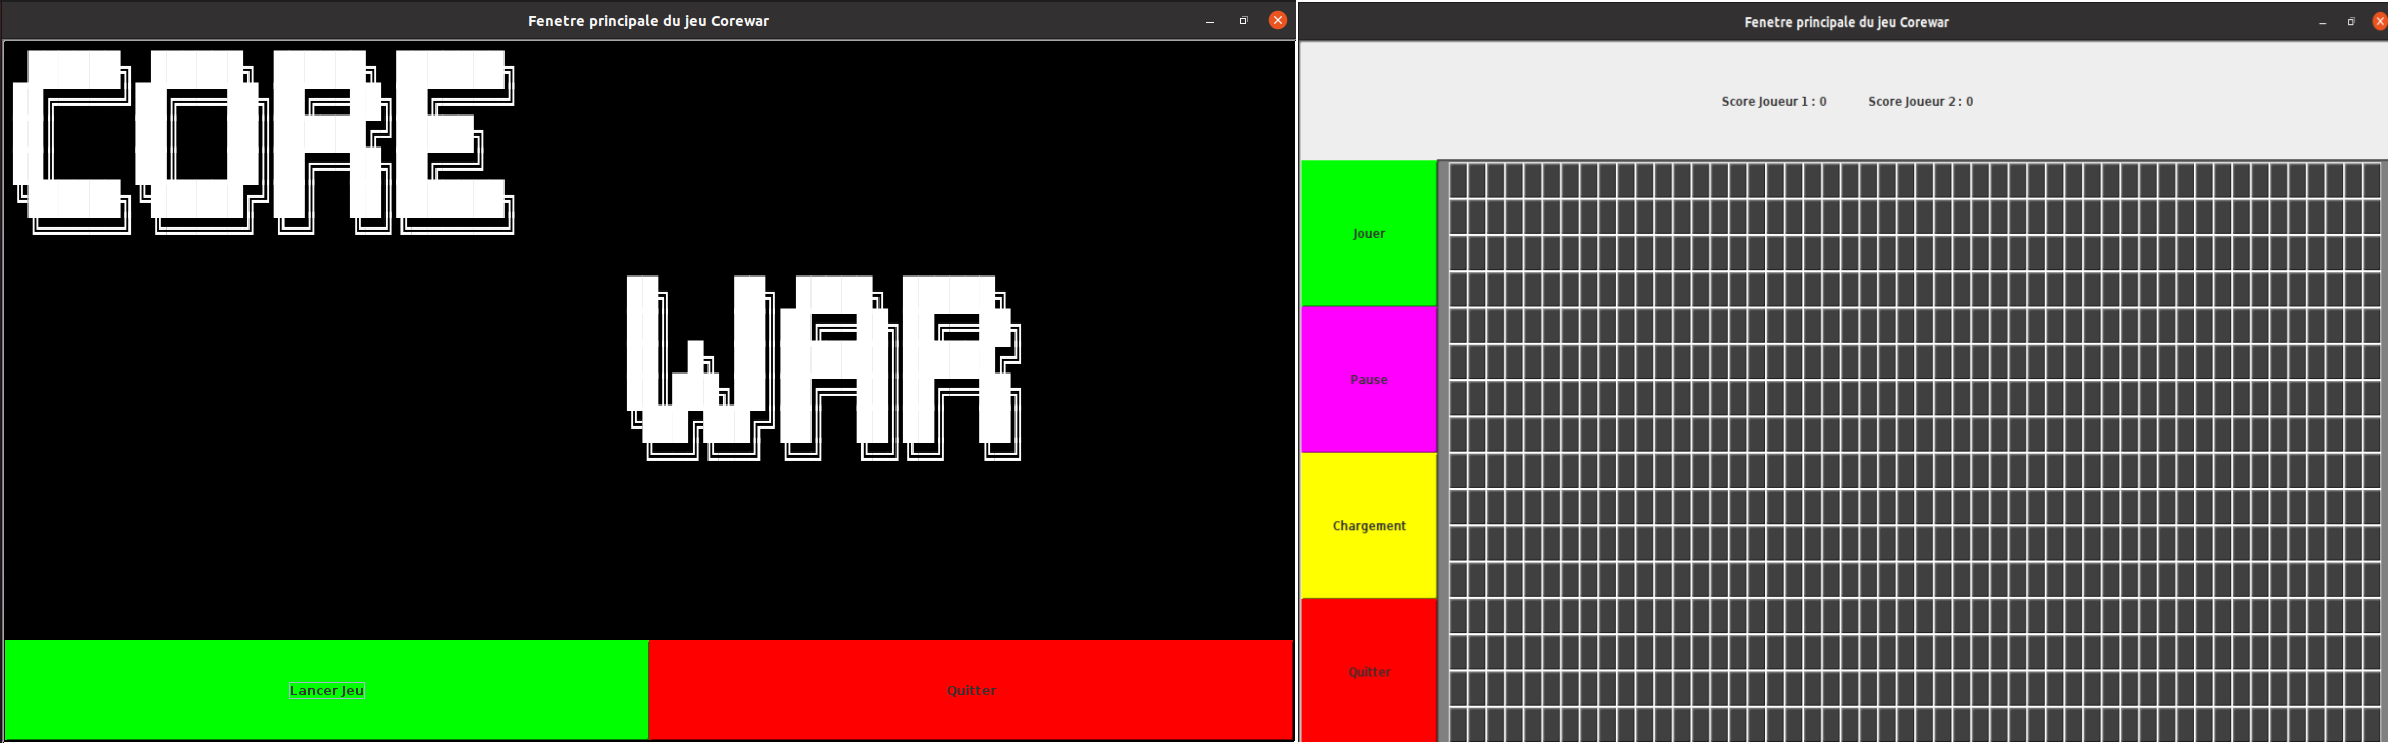 Fenetre principale du jeu Corewar
CORE
WAR
Lancer Jeu
Quitter
Fenetre principale du jeu Corewar
Score Joueur 1 : 0
Score Joueur 2 : 0
Jouer
Pause
Chargement
Quitter